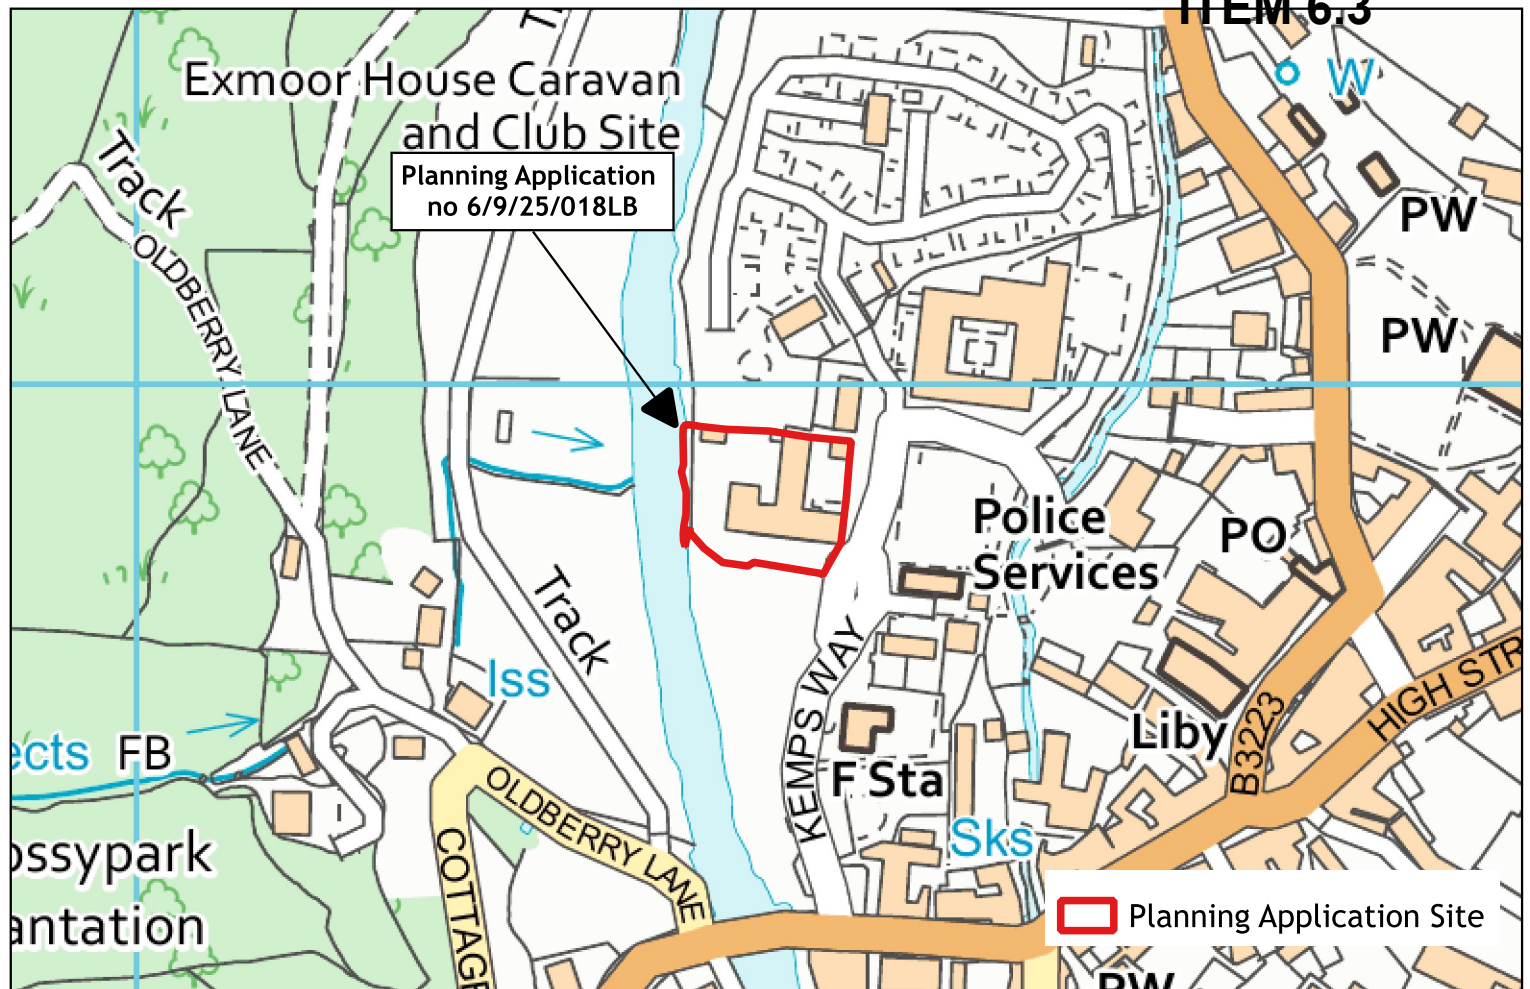 ITEM 6.3
Exmoor House Caravan
and Club Site
Planning Application
no 6/9/25/018LB
W
Track
OLDBERRY LANE
PW
PW
Police
Services
PO
Track
Iss
KEMPS WAY
Liby
B3223
HIGH STR
ects
FB
F Sta
OLDBERRY LANE
Sks
COTTAGE
ossypark
antation
Planning Application Site
PW